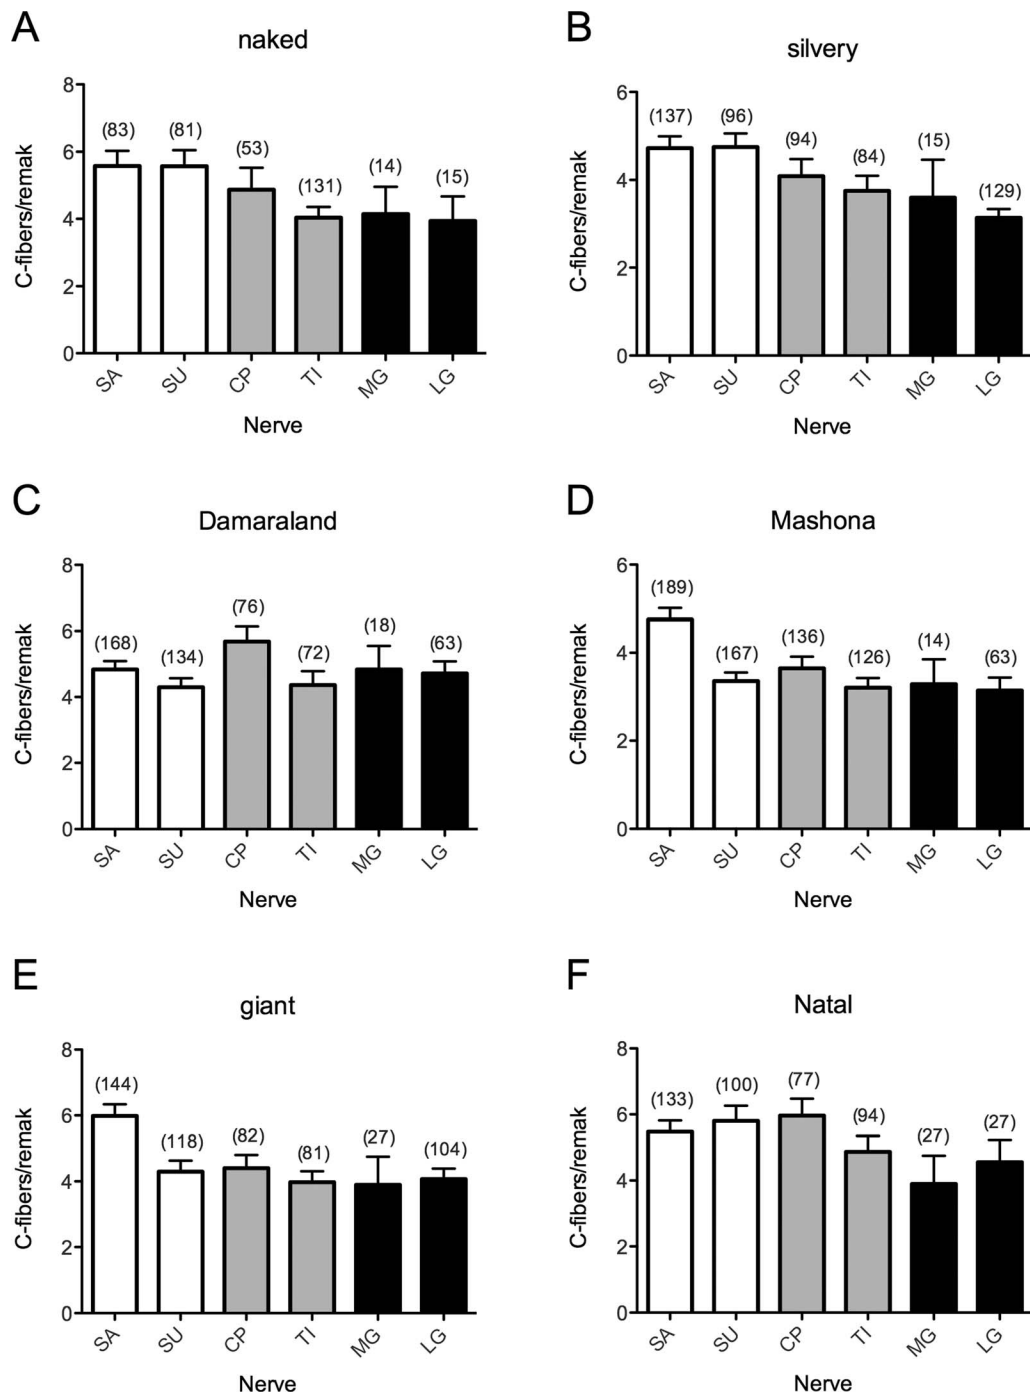 A
naked
C-fibers/remak
8
6
4
2
0
(83)
(81)
(53)
(131)
(14)
(15)
SA
SU
CP
TI
MG
LG
Nerve
B
silvery
C-fibers/remak
6
4
2
0
(137)
(96)
(94)
(84)
(15)
(129)
SA
SU
CP
TI
MG
LG
Nerve
C
Damaraland
C-fibers/remak
8
6
4
2
0
(168)
(134)
(76)
(72)
(18)
(63)
SA
SU
CP
TI
MG
LG
Nerve
D
Mashona
C-fibers/remak
6
4
2
0
(189)
(167)
(136)
(126)
(14)
(63)
SA
SU
CP
TI
MG
LG
Nerve
E
giant
C-fibers/remak
8
6
4
2
0
(144)
(118)
(82)
(81)
(27)
(104)
SA
SU
CP
TI
MG
LG
Nerve
F
Natal
C-fibers/remak
8
6
4
2
0
(133)
(100)
(77)
(94)
(27)
(27)
SA
SU
CP
TI
MG
LG
Nerve